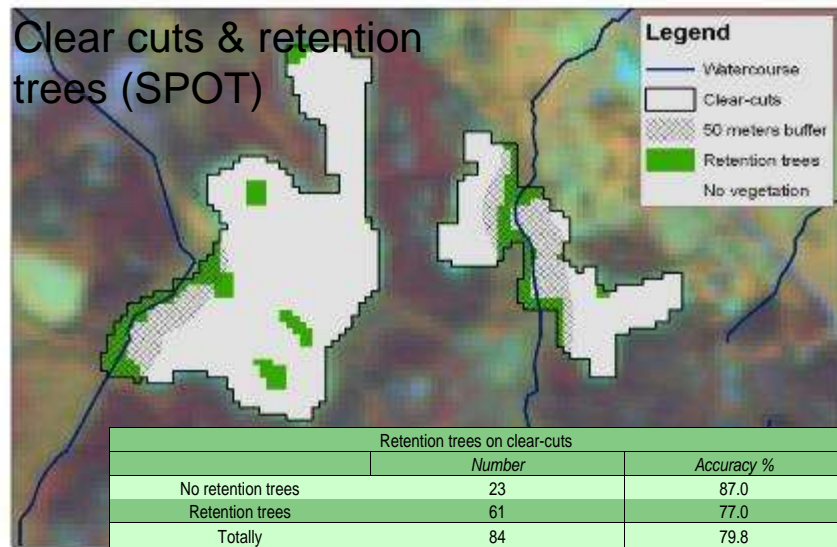 Clear cuts & retention
trees (SPOT)
Legend
Watercourse
Clear-cuts
50 meters buffer
Retention trees
No vegetation
Retention trees on clear-cuts
Number Accuracy %
No retention trees 23 87.0
Retention trees 61 77.0
Totally 84 79.8